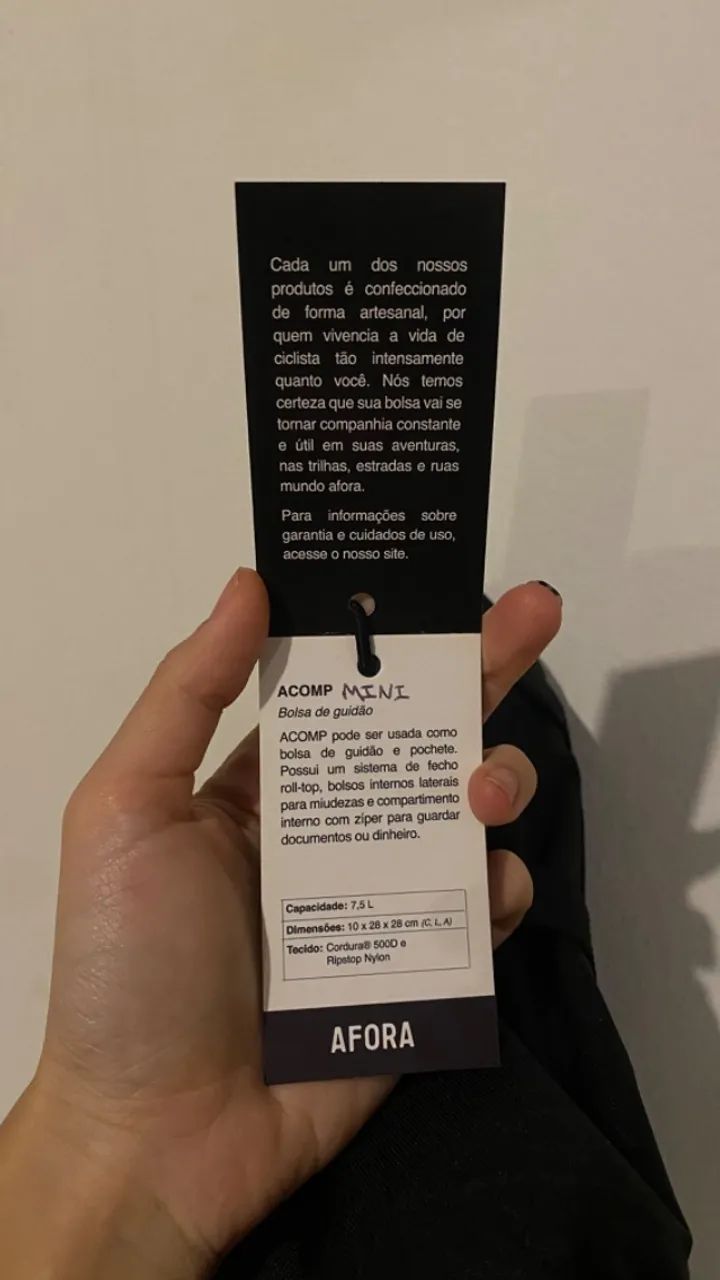 Cada um dos nossos
produtos é confeccionado
de forma artesanal, por
quem vivencia a vida de
ciclista tão intensamente
quanto você. Nós temos
certeza que sua bolsa vai se
tornar companhia constante
e útil em suas aventuras,
nas trilhas, estradas e ruas
mundo afora.
Para informações sobre
garantia e cuidados de uso,
acesse o nosso site.
ACOMP MINI
Bolsa de guidão
ACOMP pode ser usada como
bolsa de guidão e pochete.
Possui um sistema de fecho
roll-top, bolsos internos laterais
para miudezas e compartimento
interno com zíper para guardar
documentos ou dinheiro.
Capacidade: 7,5 L
Dimensões: 10 x 28 x 28 cm (C, L, A)
Tecido: Cordura® 500D e
Ripstop Nylon
AFORA